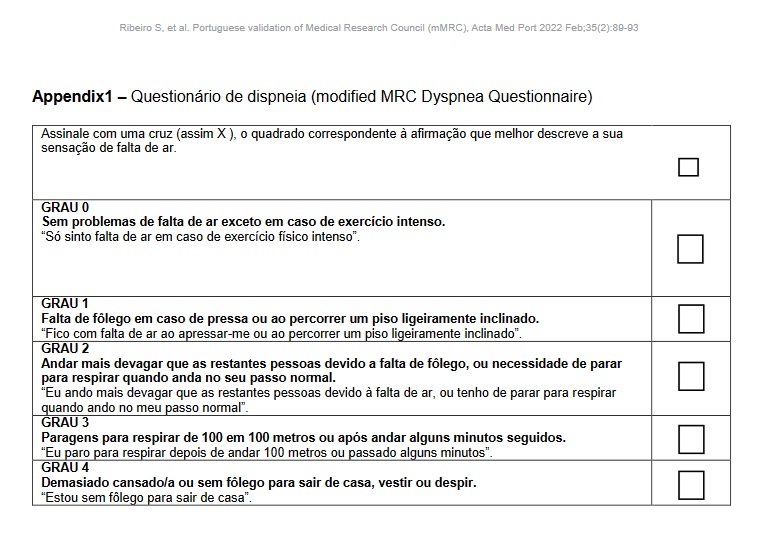 Ribeiro S, et al. Portuguese validation of Medical Research Council (mMRC), Acta Med Port 2022 Feb;35(2):89-93
Appendix1 – Questionário de dispneia (modified MRC Dyspnea Questionnaire)
Assinale com uma cruz (assim X ), o quadrado correspondente à afirmação que melhor descreve a sua
sensação de falta de ar.
GRAU 0
Sem problemas de falta de ar exceto em caso de exercício intenso.
“Só sinto falta de ar em caso de exercício físico intenso”.
GRAU 1
Falta de fôlego em caso de pressa ou ao percorrer um piso ligeiramente inclinado.
“Fico com falta de ar ao apressar-me ou ao percorrer um piso ligeiramente inclinado”.
GRAU 2
Andar mais devagar que as restantes pessoas devido a falta de fôlego, ou necessidade de parar
para respirar quando anda no seu passo normal.
“Eu ando mais devagar que as restantes pessoas devido à falta de ar, ou tenho de parar para respirar
quando ando no meu passo normal”.
GRAU 3
Paragens para respirar de 100 em 100 metros ou após andar alguns minutos seguidos.
“Eu paro para respirar depois de andar 100 metros ou passado alguns minutos”.
GRAU 4
Demasiado cansado/a ou sem fôlego para sair de casa, vestir ou despir.
“Estou sem fôlego para sair de casa”.